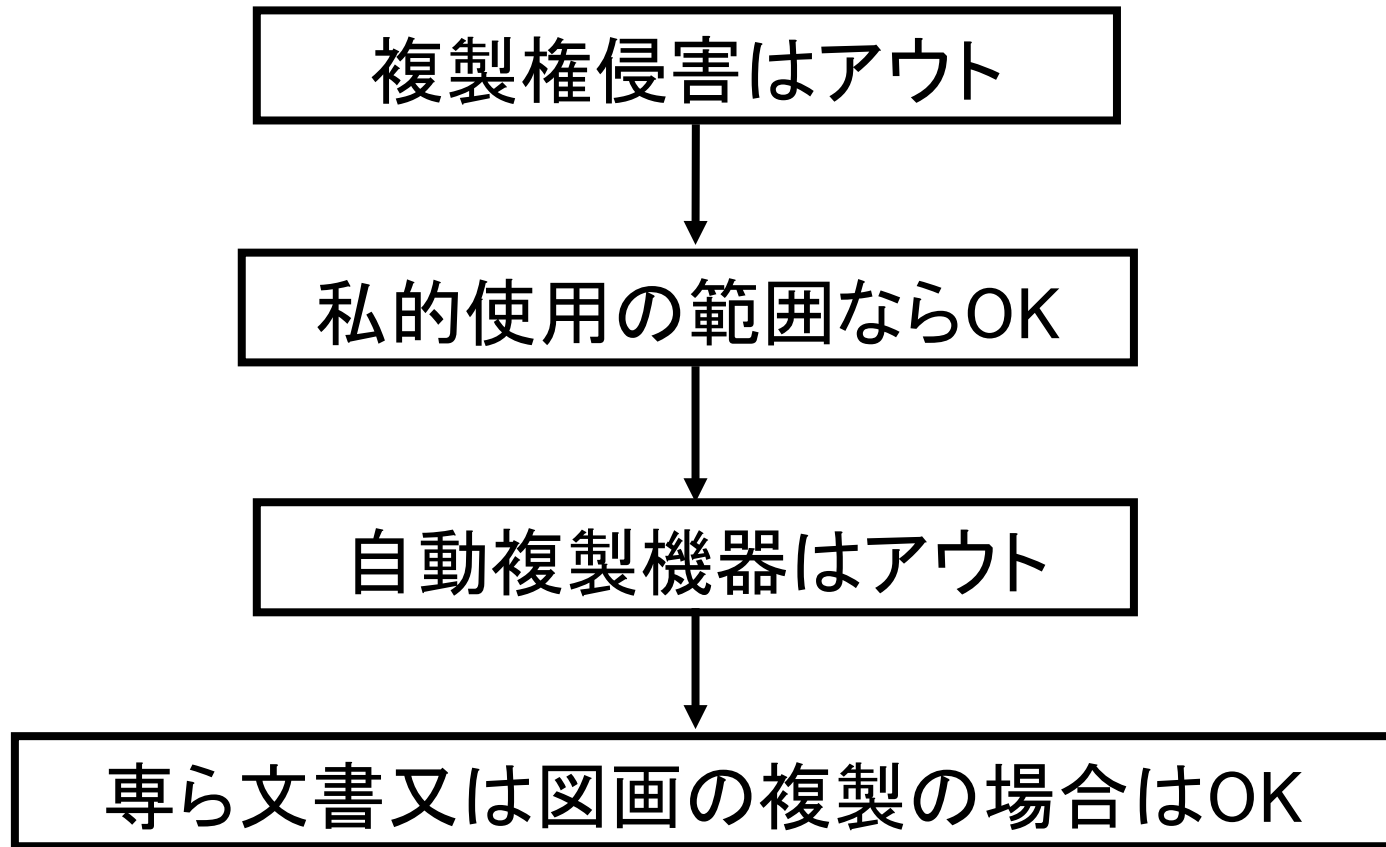 複製権侵害はアウト
私的使用の範囲ならOK
自動複製機器はアウト
専ら文書又は図画の複製の場合はOK